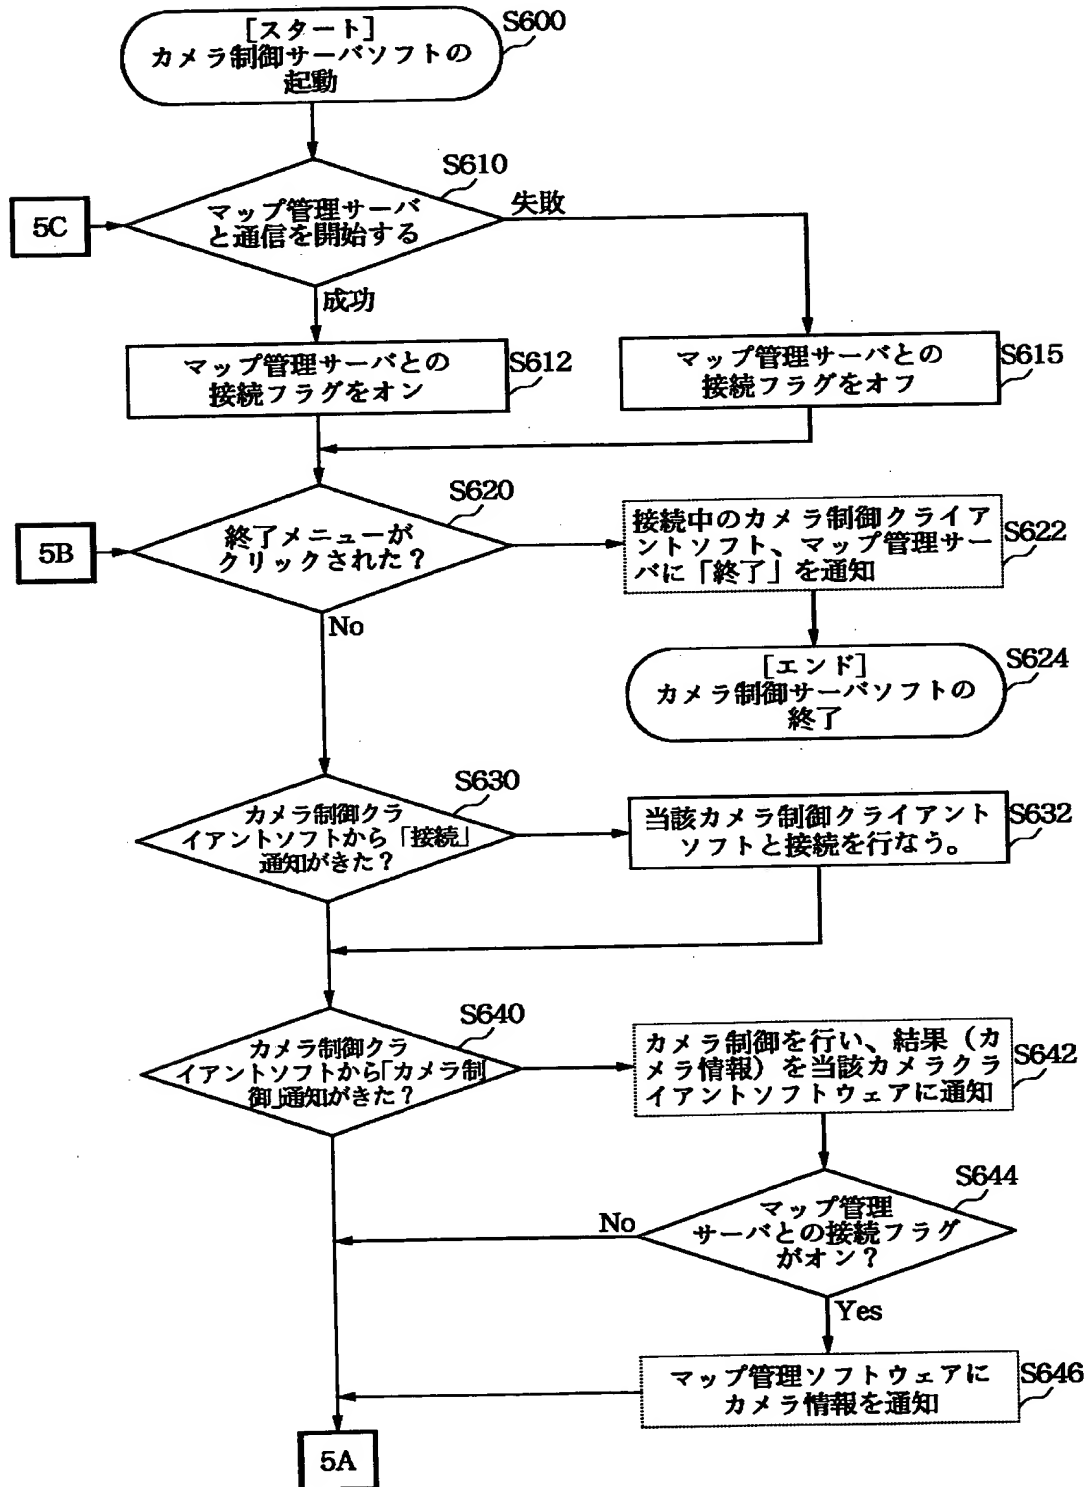 [スタート]
カメラ制御サーバソフトの
起動
S600
S610
マップ管理サーバ
と通信を開始する
失敗
5C
成功
マップ管理サーバとの
接続フラグをオン
S612
マップ管理サーバとの
接続フラグをオフ
S615
S620
終了メニューが
クリックされた?
5B
接続中のカメラ制御クライア
ントソフト、マップ管理サー
バに「終了」を通知
S622
No
[エンド]
カメラ制御サーバソフトの
終了
S624
S630
カメラ制御クラ
イアントソフトから「接続」
通知がきた?
当該カメラ制御クライアント
ソフトと接続を行なう。
S632
S640
カメラ制御クラ
イアントソフトから「カメラ制
御」通知がきた?
カメラ制御を行い、結果(カ
メラ情報)を当該カメラクラ
イアントソフトウェアに通知
S642
S644
マップ管理
サーバとの接続フラグ
がオン?
No
Yes
マップ管理ソフトウェアに
カメラ情報を通知
S646
5A